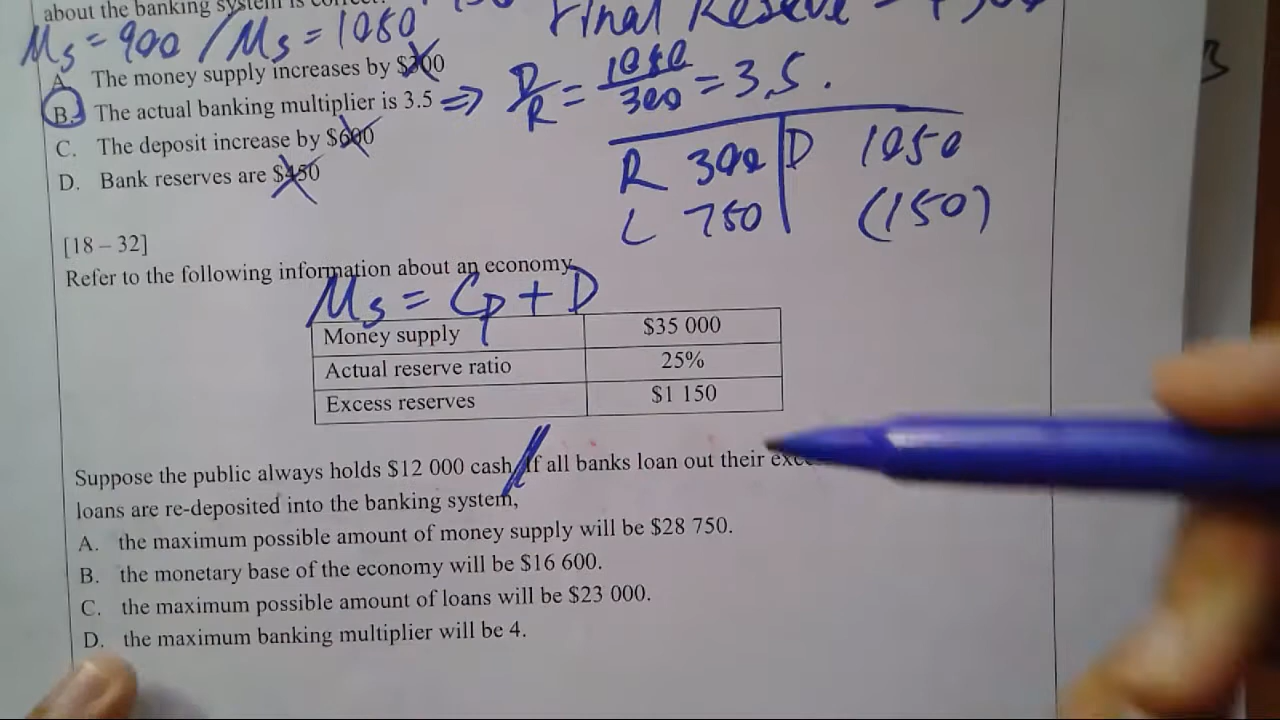 about the banking system is correct?
Ms = 900 / Ms = 1050
Final Reserve =
A. The money supply increases by $300
B. The actual banking multiplier is 3.5 => D/R = 1050/300 = 3.5.
C. The deposit increase by $600
D. Bank reserves are $450
R 300 D 1050
L 750 (150)
[18 – 32]
Refer to the following information about an economy
Ms = Cp + D
Money supply $35 000
Actual reserve ratio 25%
Excess reserves $1 150
Suppose the public always holds $12 000 cash. If all banks loan out their
loans are re-deposited into the banking system,
A. the maximum possible amount of money supply will be $28 750.
B. the monetary base of the economy will be $16 600.
C. the maximum possible amount of loans will be $23 000.
D. the maximum banking multiplier will be 4.